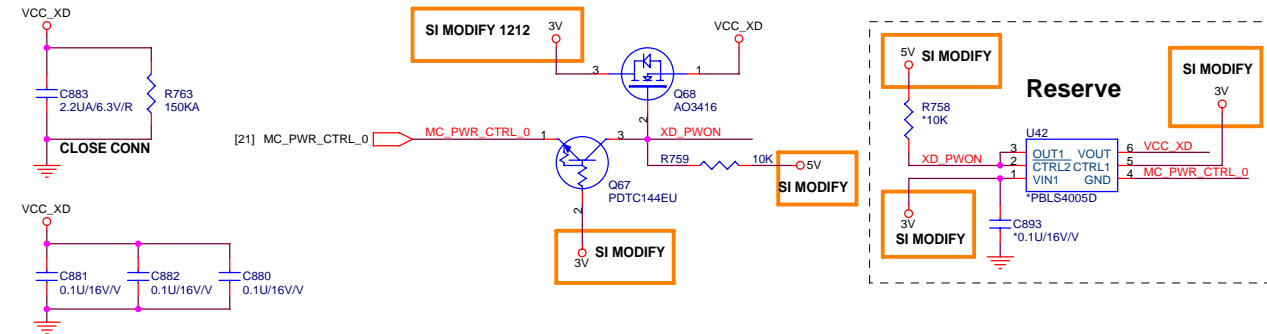 VCC_XD
C883
2.2UA/6.3V/R
R763
150KA
CLOSE CONN
VCC_XD
C881
0.1U/16V/V
C882
0.1U/16V/V
C880
0.1U/16V/V
SI MODIFY 1212
3V
VCC_XD
3
1
Q68
AO3416
2
[21] MC_PWR_CTRL_0
MC_PWR_CTRL_0
1
3
XD_PWON
R759
10K
5V
SI MODIFY
Q67
PDTC144EU
2
3V
SI MODIFY
5V
SI MODIFY
Reserve
SI MODIFY
3V
R758
*10K
U42
XD_PWON
3
2
1
OUT1
CTRL2
VIN1
VOUT
CTRL1
GND
6
5
4
VCC_XD
MC_PWR_CTRL_0
*PBLS4005D
3V
SI MODIFY
C893
*0.1U/16V/V